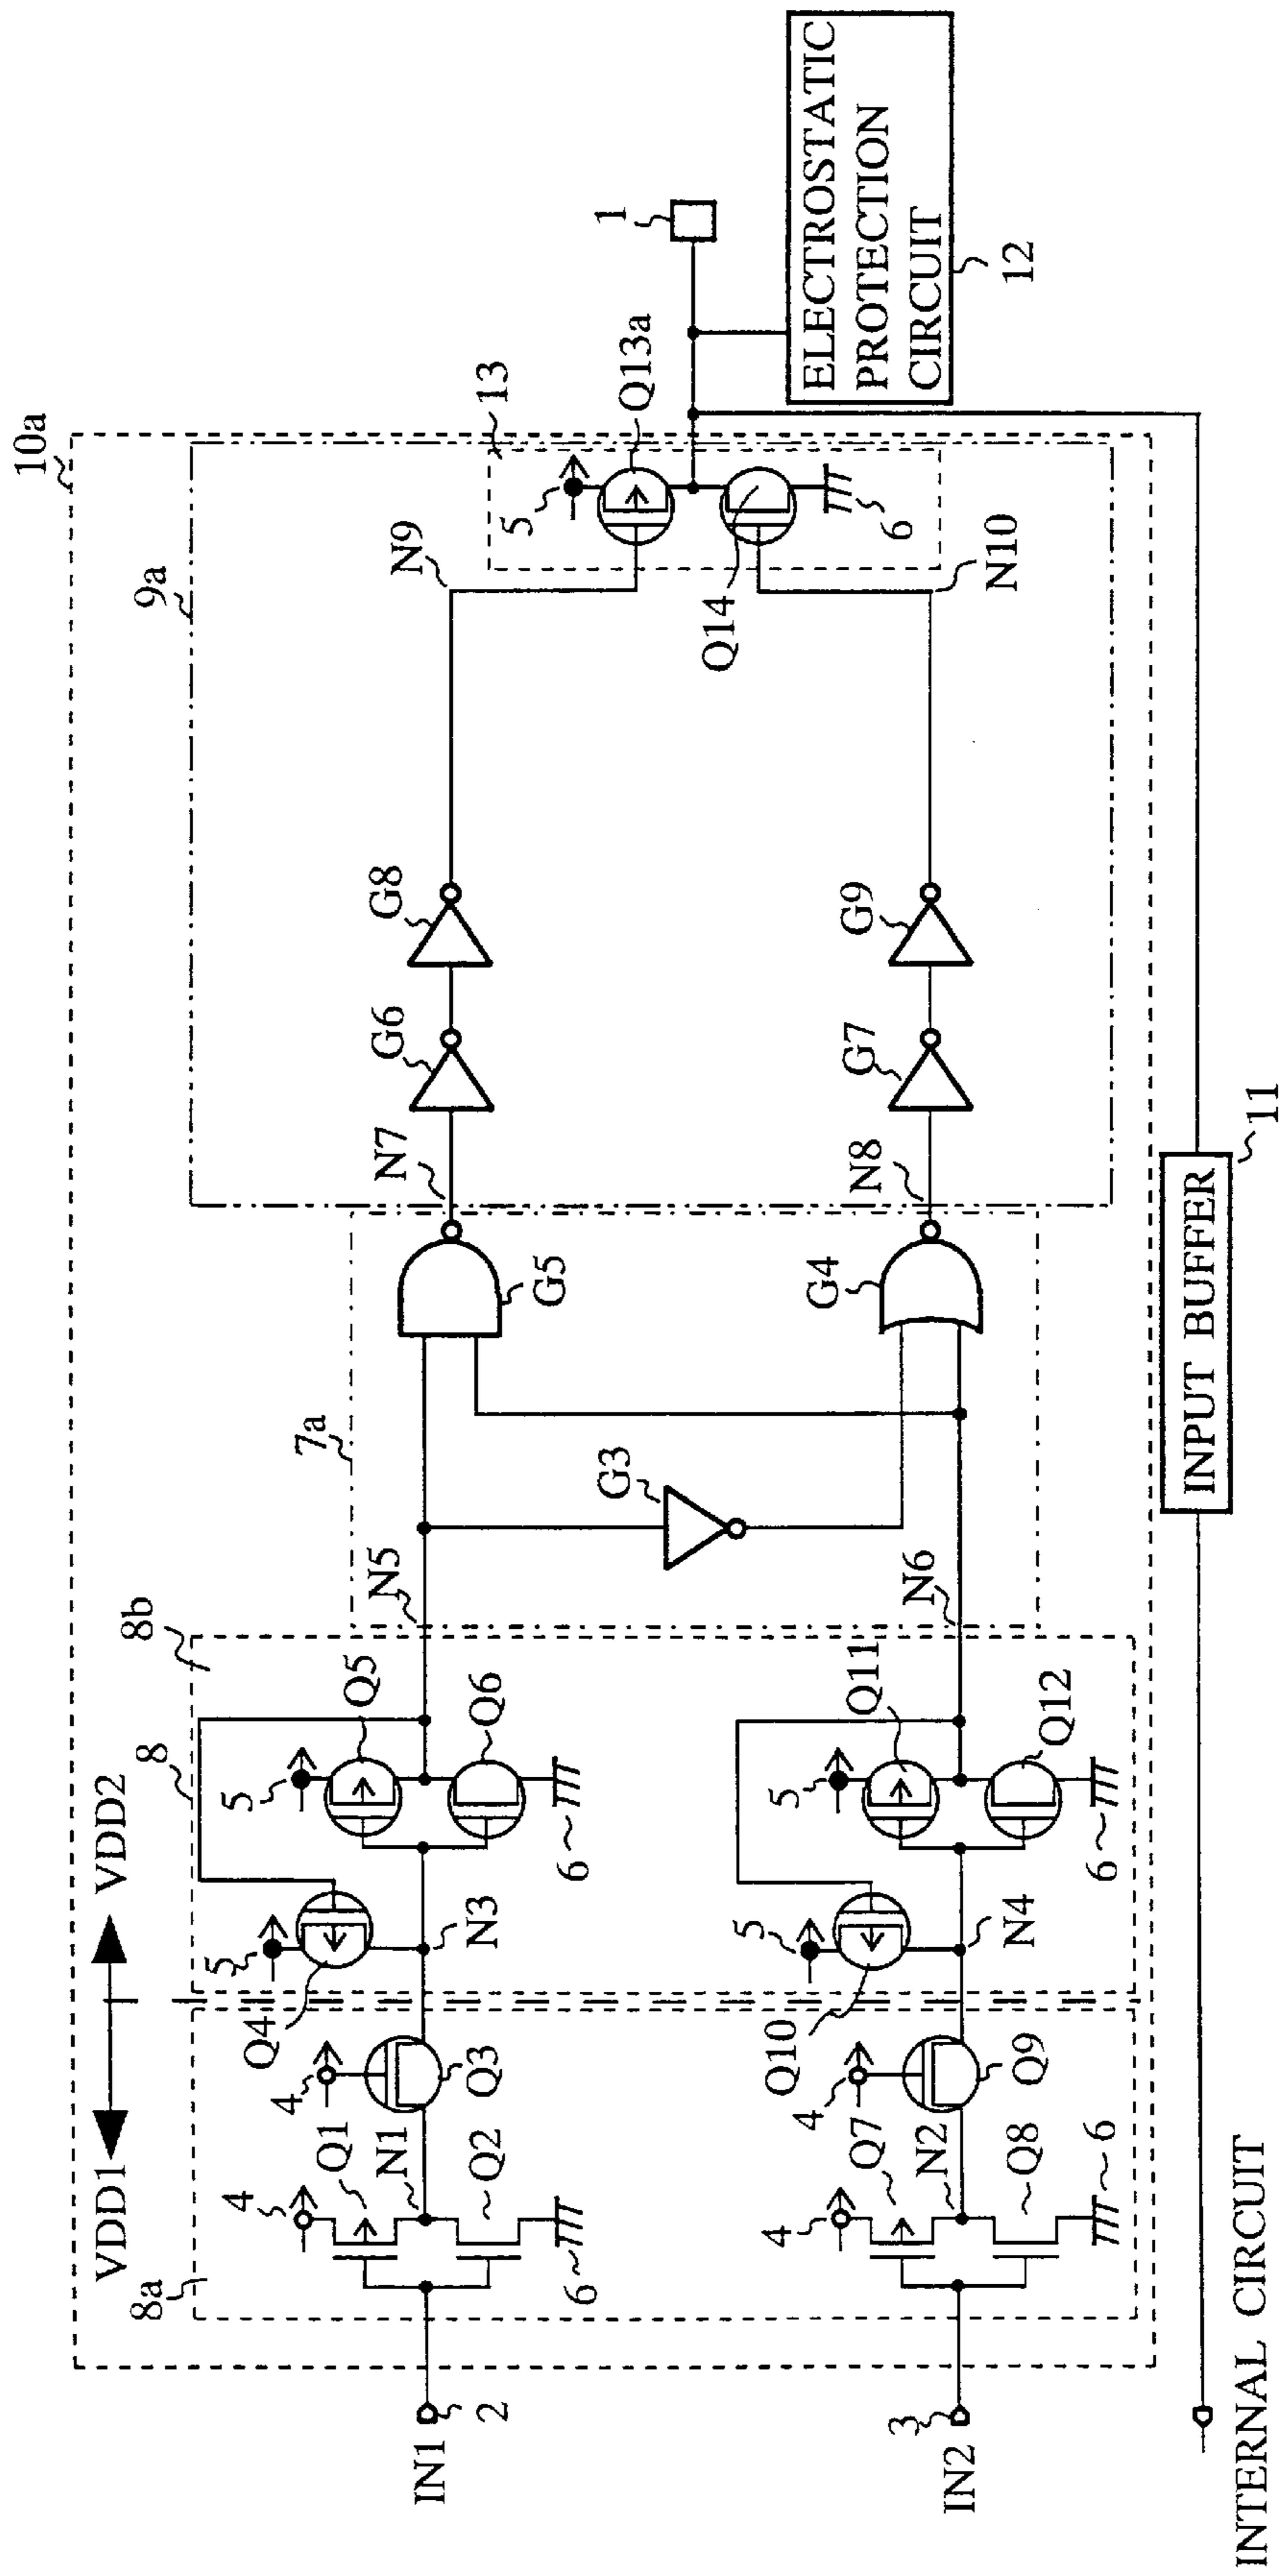 10a
9a
13
1
ELECTROSTATIC
PROTECTION
CIRCUIT
12
Q13a
5
Q14
6
N9
N10
G8
G6
N7
G9
G7
N8
7a
G5
G4
G3
N5
N6
8
8b
VDD1
VDD2
8a
5
Q5
Q6
6
5
Q4
N3
4
Q3
4
Q1
N1
Q2
6
5
Q11
Q12
6
5
Q10
N4
4
Q9
4
Q7
N2
Q8
6
IN1
2
IN2
3
INPUT BUFFER
11
INTERNAL CIRCUIT